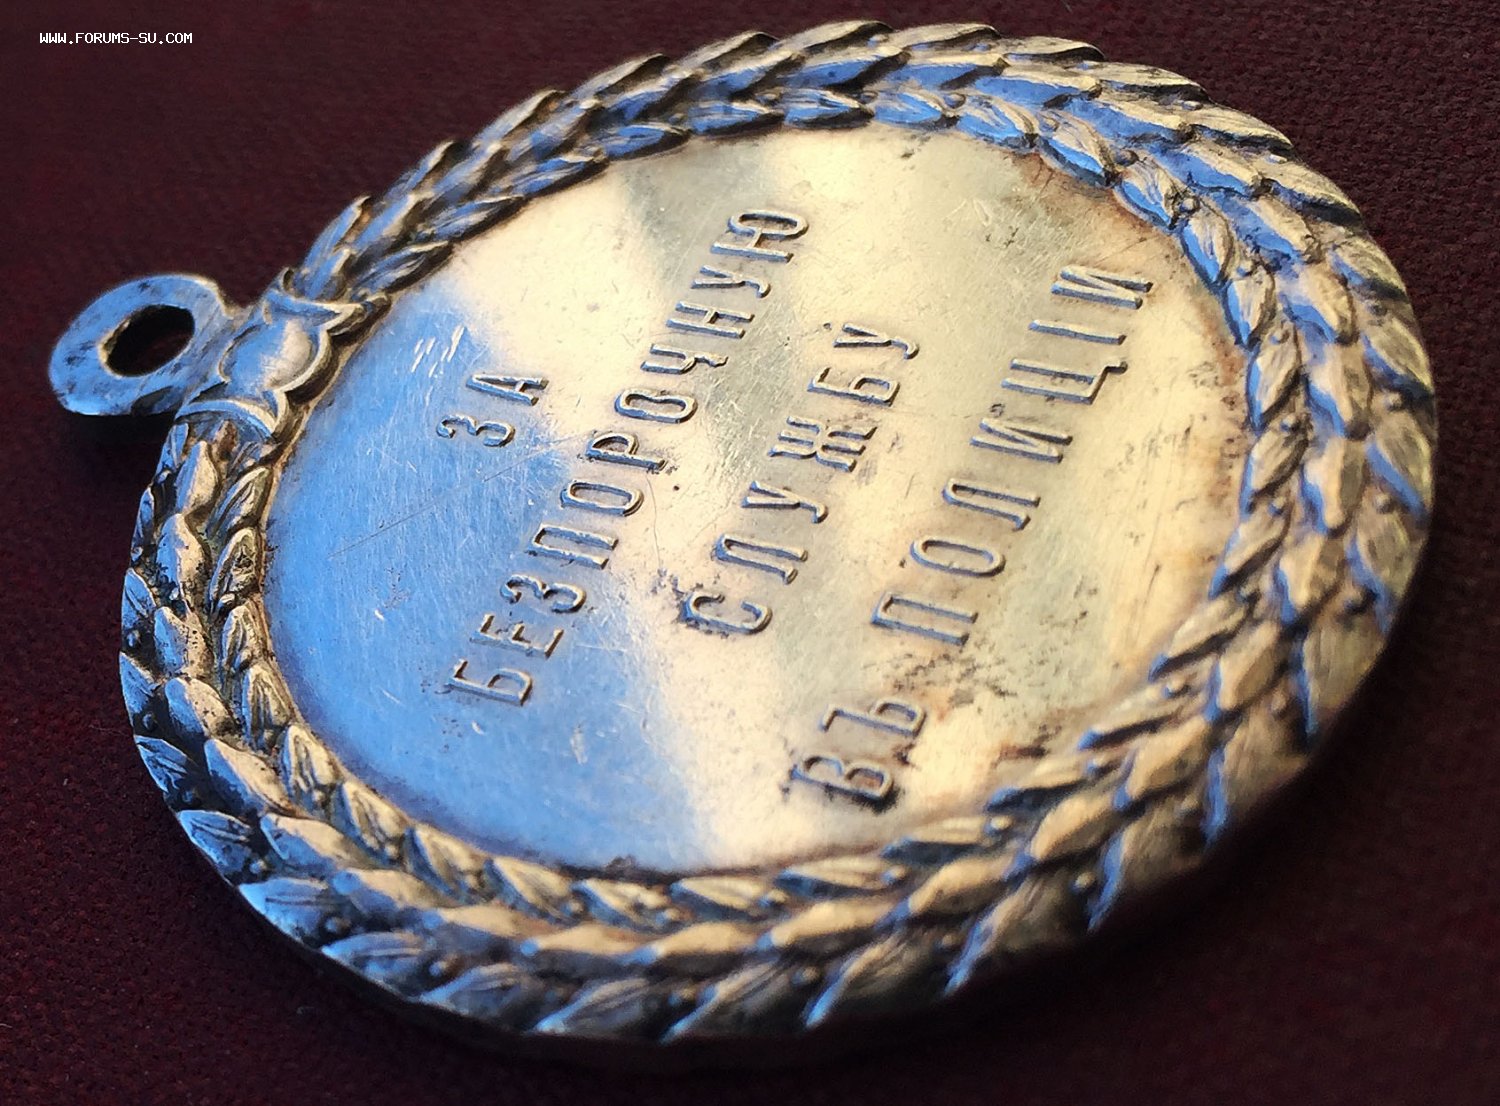 WWW.FORUMS-SU.COM
ЗА
БЕЗПОРОЧНУЮ
СЛУЖБУ
ВЪ ПОЛИЦІИ